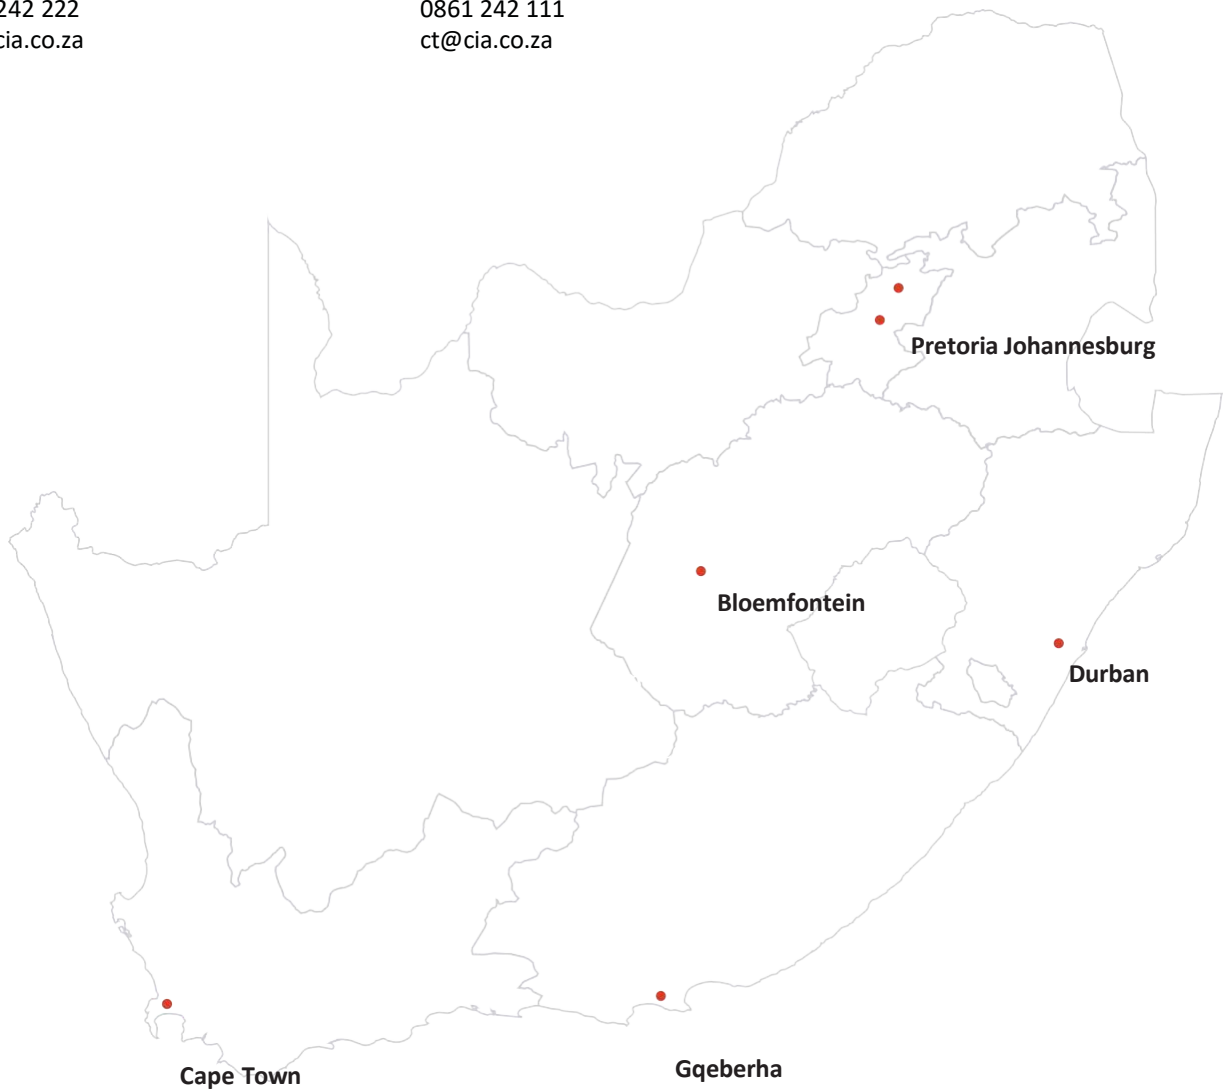 242 222
cia.co.za
0861 242 111
ct@cia.co.za
Pretoria Johannesburg
Bloemfontein
Durban
Gqeberha
Cape Town